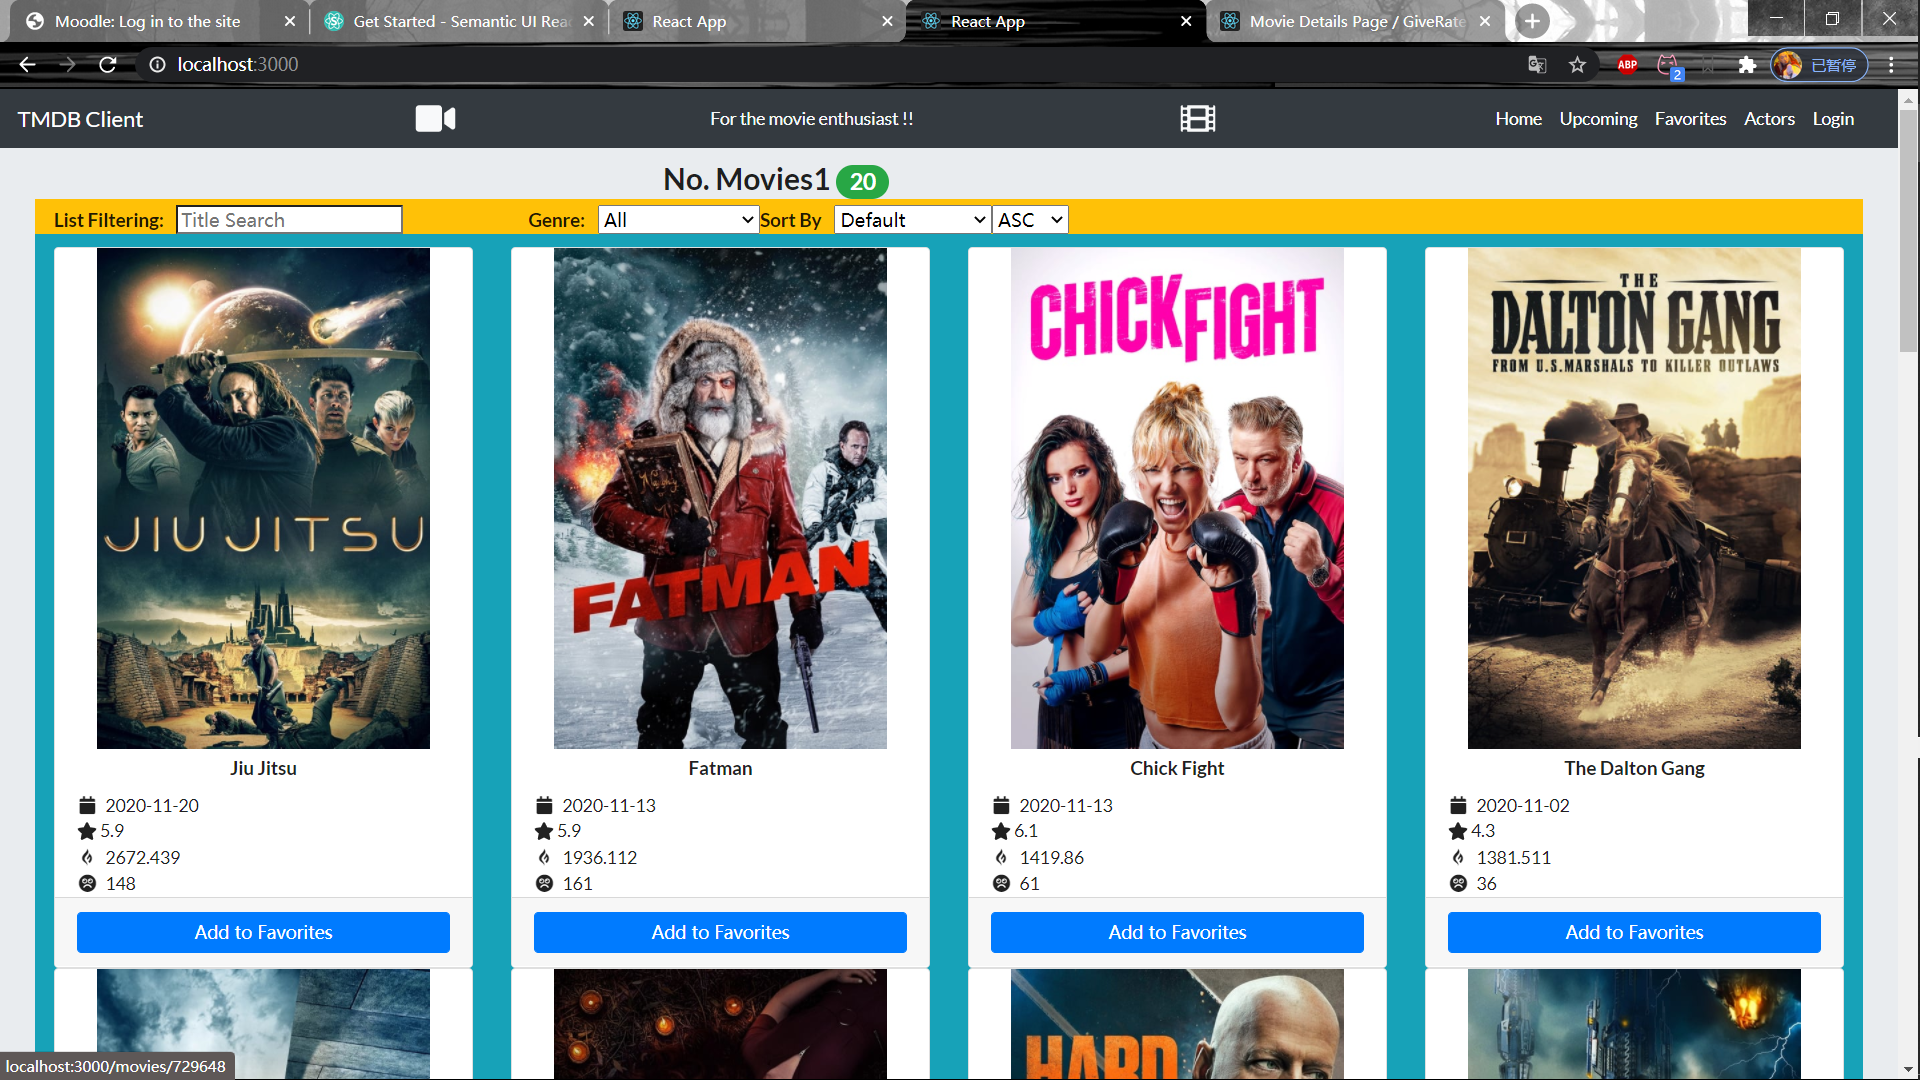 Moodle: Log in to the site
Get Started - Semantic UI Rea
React App
React App
Movie Details Page / GiveRate
localhost:3000
ABP
2
已暂停
TMDB Client
For the movie enthusiast !!
Home Upcoming Favorites Actors Login
No. Movies1 20
List Filtering: Title Search Genre: All Sort By Default ASC
JIU JITSU
FATMAN
CHICK FIGHT
THE
DALTON GANG
FROM U.S.MARSHALS TO KILLER OUTLAWS
Jiu Jitsu
2020-11-20
5.9
2672.439
148
Add to Favorites
Fatman
2020-11-13
5.9
1936.112
161
Add to Favorites
Chick Fight
2020-11-13
6.1
1419.86
61
Add to Favorites
The Dalton Gang
2020-11-02
4.3
1381.511
36
Add to Favorites
HARD
localhost:3000/movies/729648